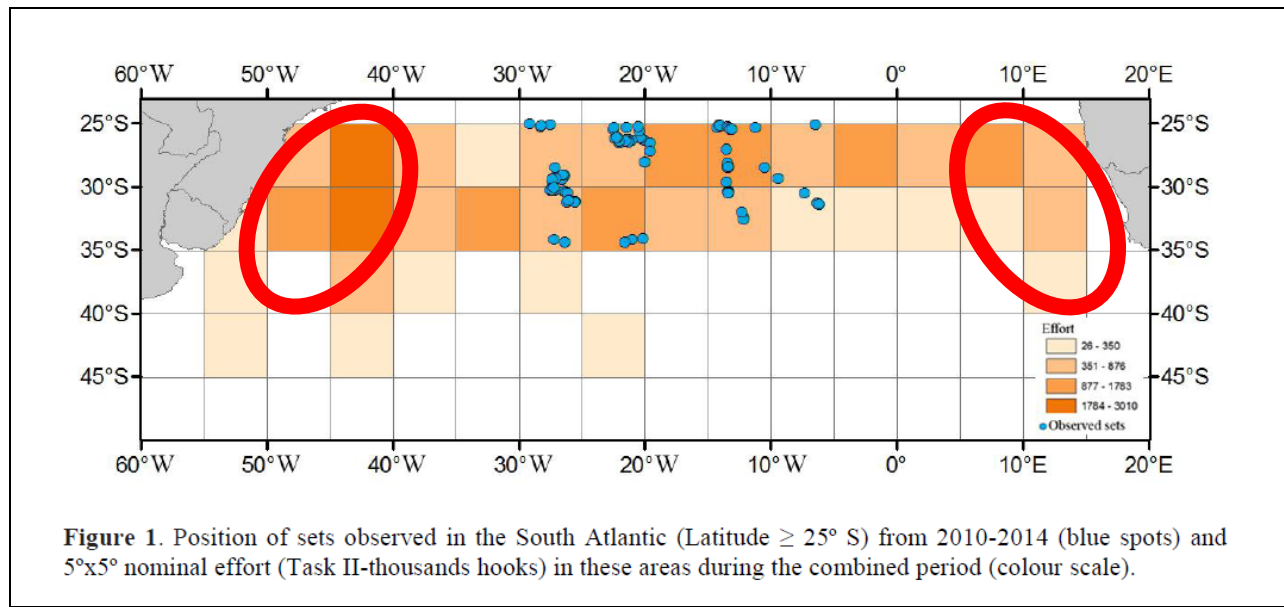 60°W 50°W 40°W 30°W 20°W 10°W 0° 10°E 20°E
25°S 25°S
30°S 30°S
35°S 35°S
40°S 40°S
45°S 45°S
Effort
26 - 350
351 - 876
877 - 1783
1784 - 3010
Observed sets
60°W 50°W 40°W 30°W 20°W 10°W 0° 10°E 20°E
Figure 1. Position of sets observed in the South Atlantic (Latitude ≥ 25º S) from 2010-2014 (blue spots) and
5ºx5º nominal effort (Task II-thousands hooks) in these areas during the combined period (colour scale).